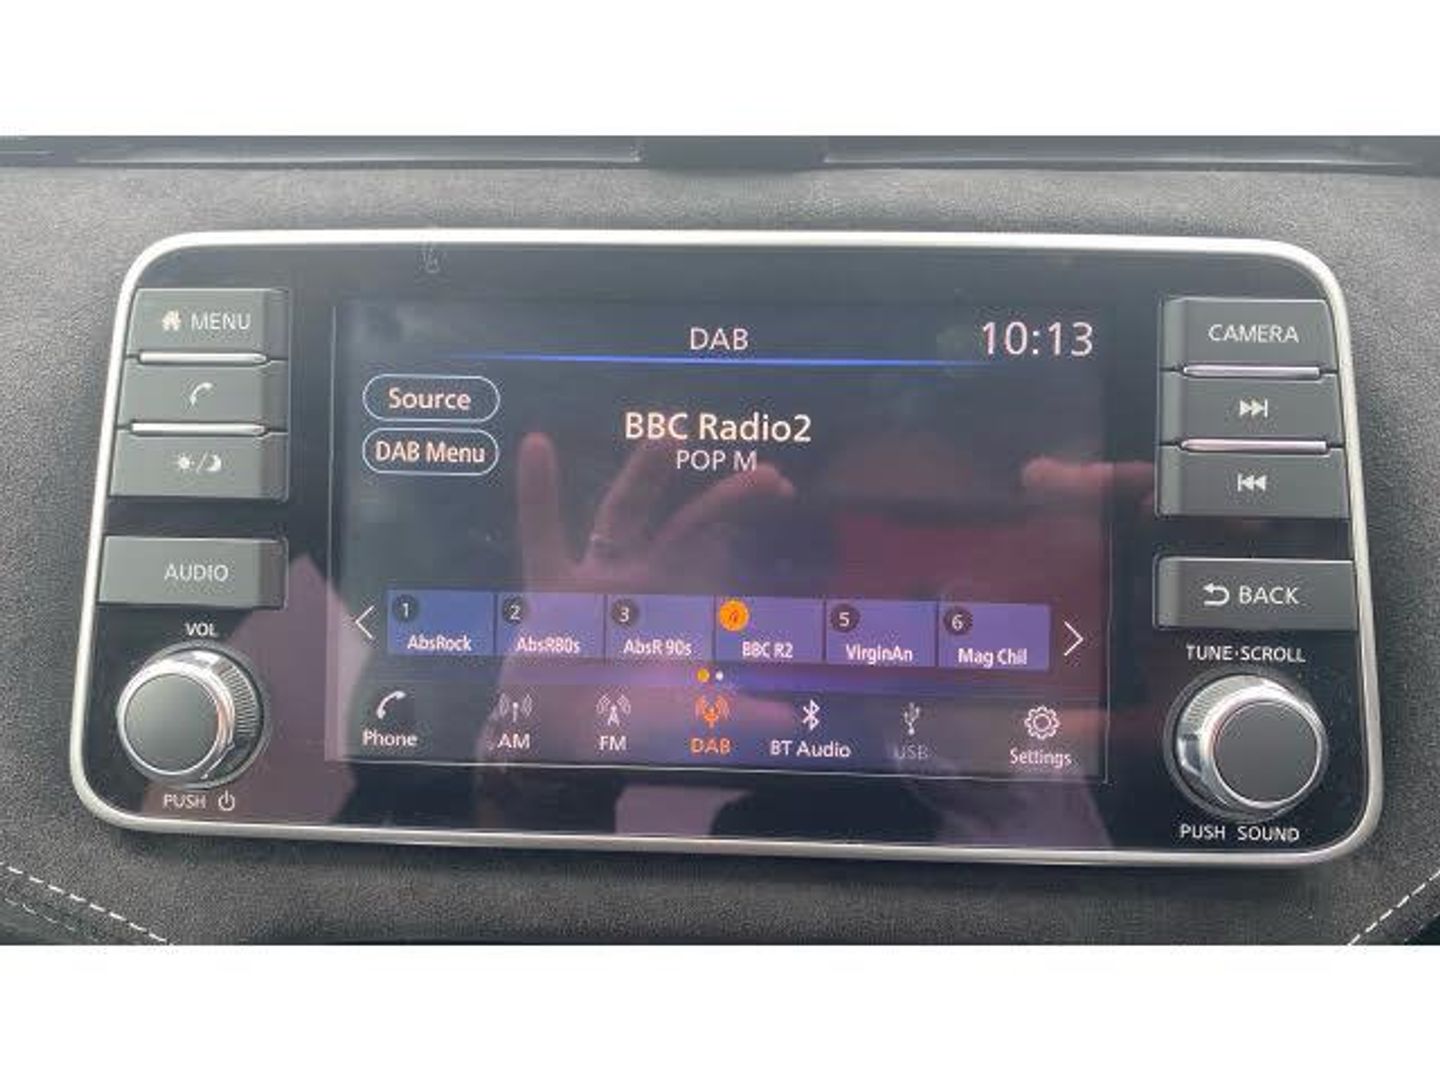 MENU
DAB
10:13
CAMERA
Source
DAB Menu
BBC Radio2
POP M
AUDIO
BACK
VOL
1
2
3
4
5
6
AbsRock
AbsR80s
AbsR 90s
BBC R2
VirginAn
Mag Chil
TUNE·SCROLL
Phone
AM
FM
DAB
BT Audio
USB
Settings
PUSH
PUSH SOUND